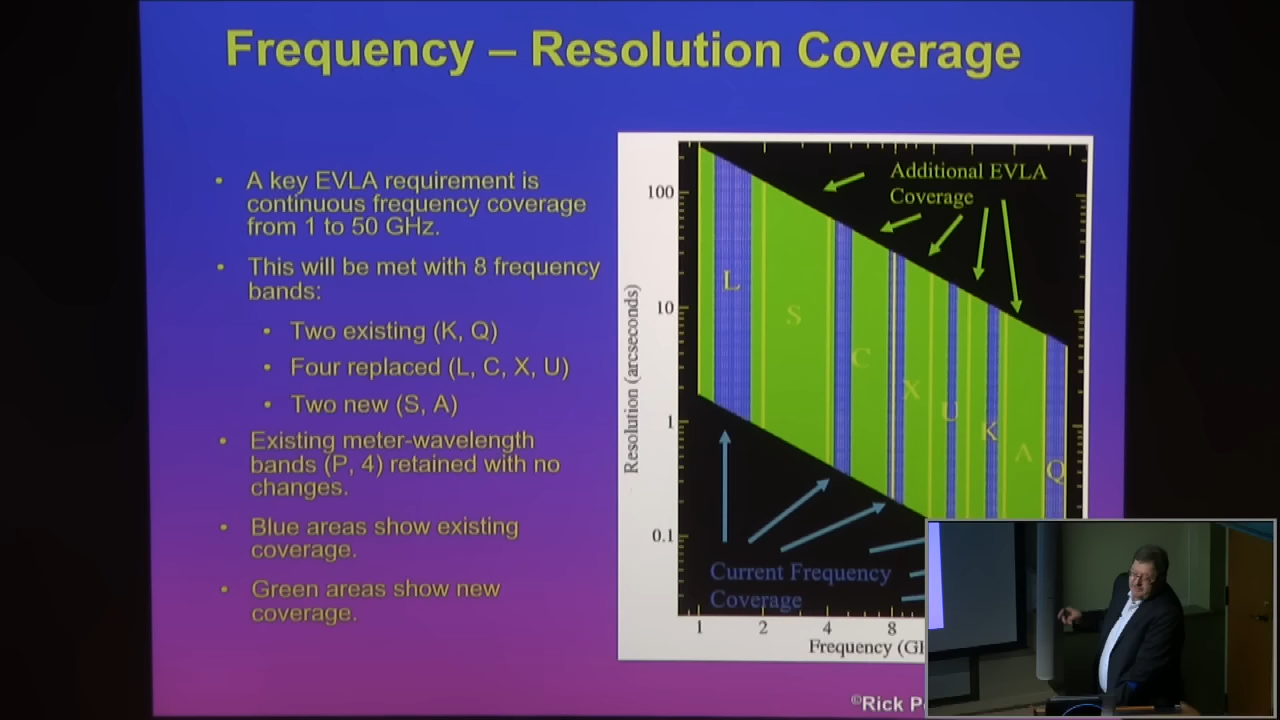 Frequency – Resolution Coverage
• A key EVLA requirement is
continuous frequency coverage
from 1 to 50 GHz.
• This will be met with 8 frequency
bands:
• Two existing (K, Q)
• Four replaced (L, C, X, U)
• Two new (S, A)
• Existing meter-wavelength
bands (P, 4) retained with no
changes.
• Blue areas show existing
coverage.
• Green areas show new
coverage.
Additional EVLA
Coverage
Resolution (arcseconds)
100
10
1
0.1
L
S
C
X
U
K
A
Q
Current Frequency
Coverage
1 2 4 8
Frequency
©Rick